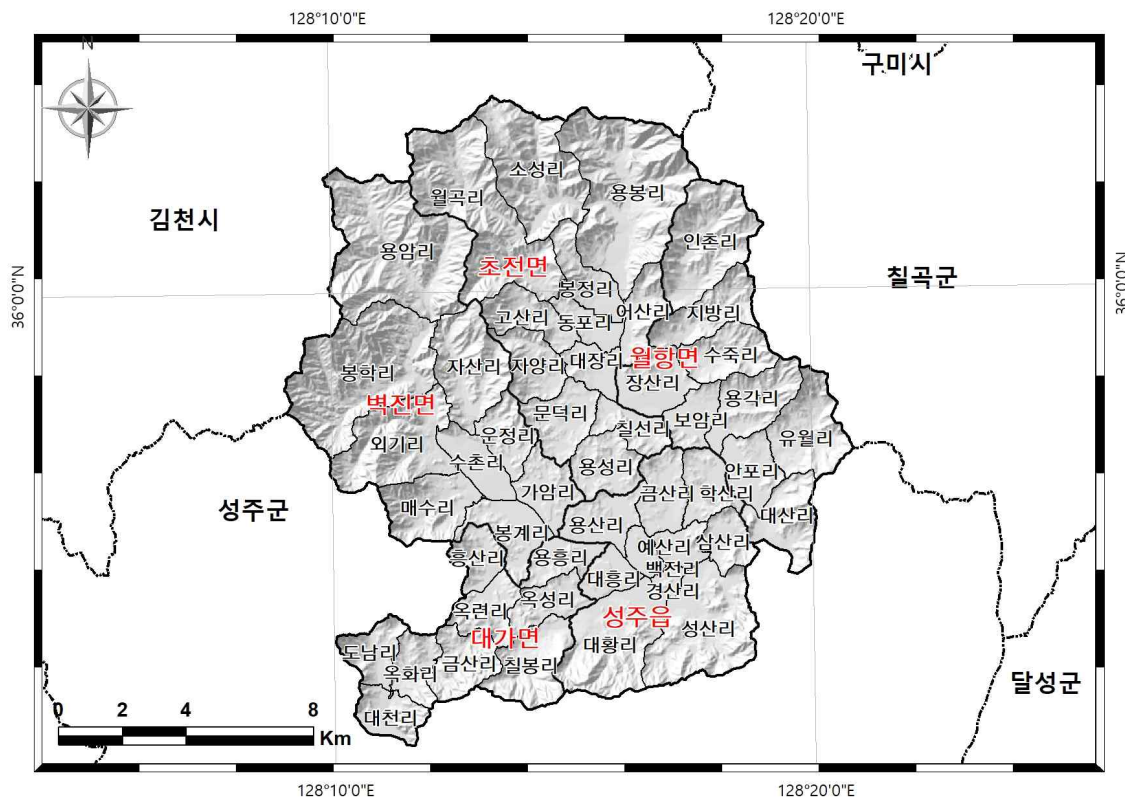 128°10'0"E
128°20'0"E
N
구미시
김천시
칠곡군
36°0'0"N
36°0'0"N
소성리
월곡리
용봉리
인촌리
용암리
초전면
봉정리
어산리
지방리
고산리
동포리
월항면
수죽리
자산리
자양리
대장리
장산리
봉학리
벽진면
용각리
문덕리
칠선리
보암리
유월리
외기리
운정리
수촌리
용성리
안포리
가암리
금산리
학산리
대산리
성주군
매수리
용산리
봉계리
예산리
삼산리
흥산리
용흥리
대흥리
백전리
경산리
옥련리
옥성리
성주읍
성산리
대가면
대황리
도남리
옥화리
금산리
칠봉리
대천리
달성군
0 2 4 8
Km
128°10'0"E
128°20'0"E